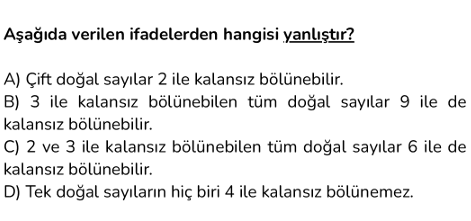 Aşağıda verilen ifadelerden hangisi yanlıştır?
A) Çift doğal sayılar 2 ile kalansız bölünebilir.
B) 3 ile kalansız bölünebilen tüm doğal sayılar 9 ile de
kalansız bölünebilir.
C) 2 ve 3 ile kalansız bölünebilen tüm doğal sayılar 6 ile de
kalansız bölünebilir.
D) Tek doğal sayıların hiç biri 4 ile kalansız bölünemez.